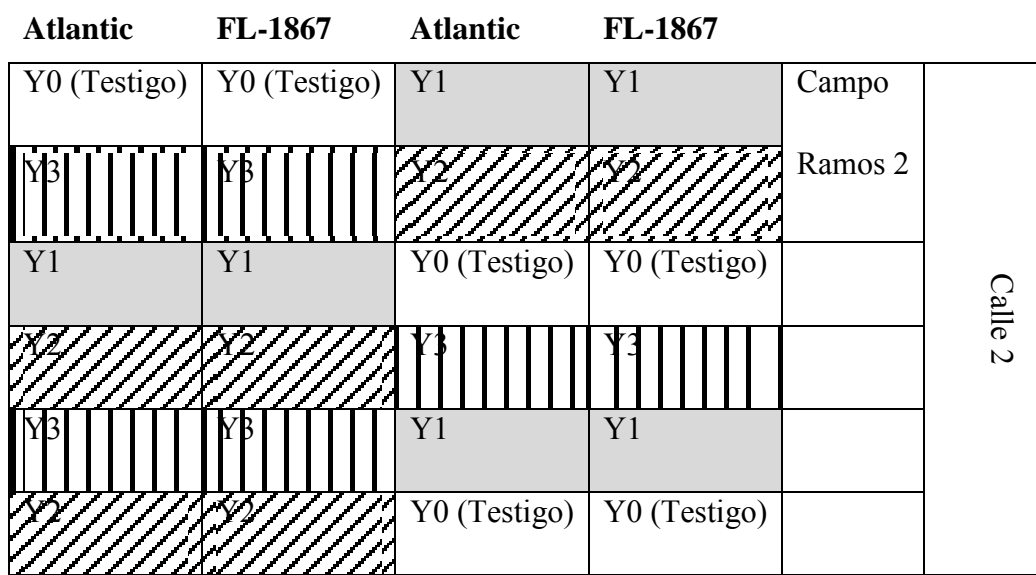 Atlantic FL-1867 Atlantic FL-1867
Y0 (Testigo) Y0 (Testigo) Y1 Y1 Campo
Y3 Y3 Y2 Y2 Ramos 2
Y1 Y1 Y0 (Testigo) Y0 (Testigo)
Y2 Y2 Y3 Y3
Y3 Y3 Y1 Y1
Y2 Y2 Y0 (Testigo) Y0 (Testigo)
Calle 2